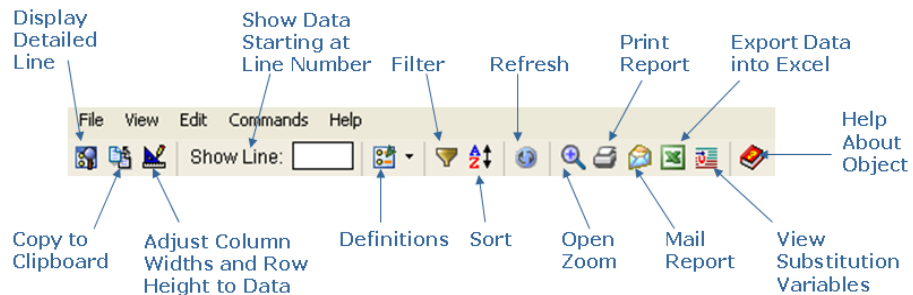 Display
Detailed
Line
Show Data
Starting at
Line Number
Filter
Refresh
Print
Report
Export Data
into Excel
File View Edit Commands Help
Show Line:
Help
About
Object
Copy to
Clipboard
Adjust Column
Widths and Row
Height to Data
Definitions
Sort
Open
Zoom
Mail
Report
View
Substitution
Variables